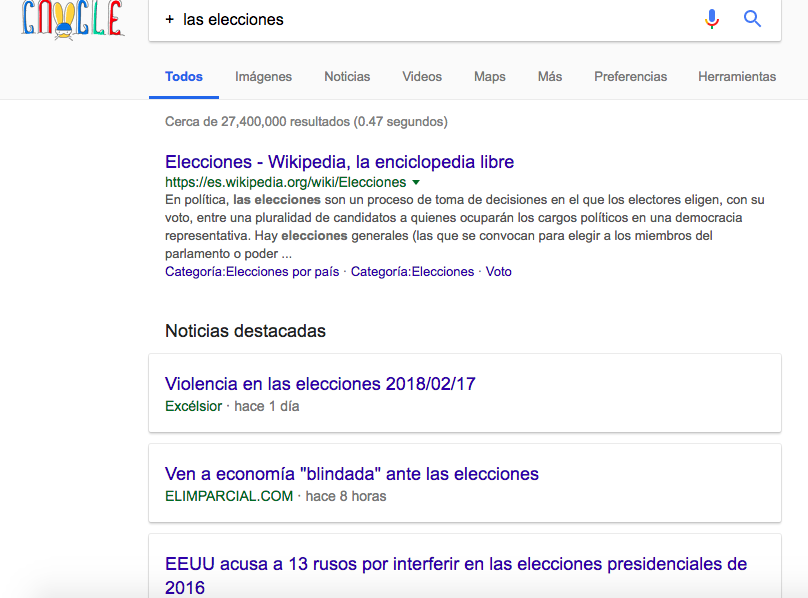 GOOGLE
+ las elecciones
Todos Imágenes Noticias Videos Maps Más Preferencias Herramientas
Cerca de 27,400,000 resultados (0.47 segundos)
Elecciones - Wikipedia, la enciclopedia libre
https://es.wikipedia.org/wiki/Elecciones
En política, las elecciones son un proceso de toma de decisiones en el que los electores eligen, con su
voto, entre una pluralidad de candidatos a quienes ocuparán los cargos políticos en una democracia
representativa. Hay elecciones generales (las que se convocan para elegir a los miembros del
parlamento o poder ...
Categoría:Elecciones por país · Categoría:Elecciones · Voto
Noticias destacadas
Violencia en las elecciones 2018/02/17
Excélsior · hace 1 día
Ven a economía "blindada" ante las elecciones
ELIMPARCIAL.COM · hace 8 horas
EEUU acusa a 13 rusos por interferir en las elecciones presidenciales de
2016